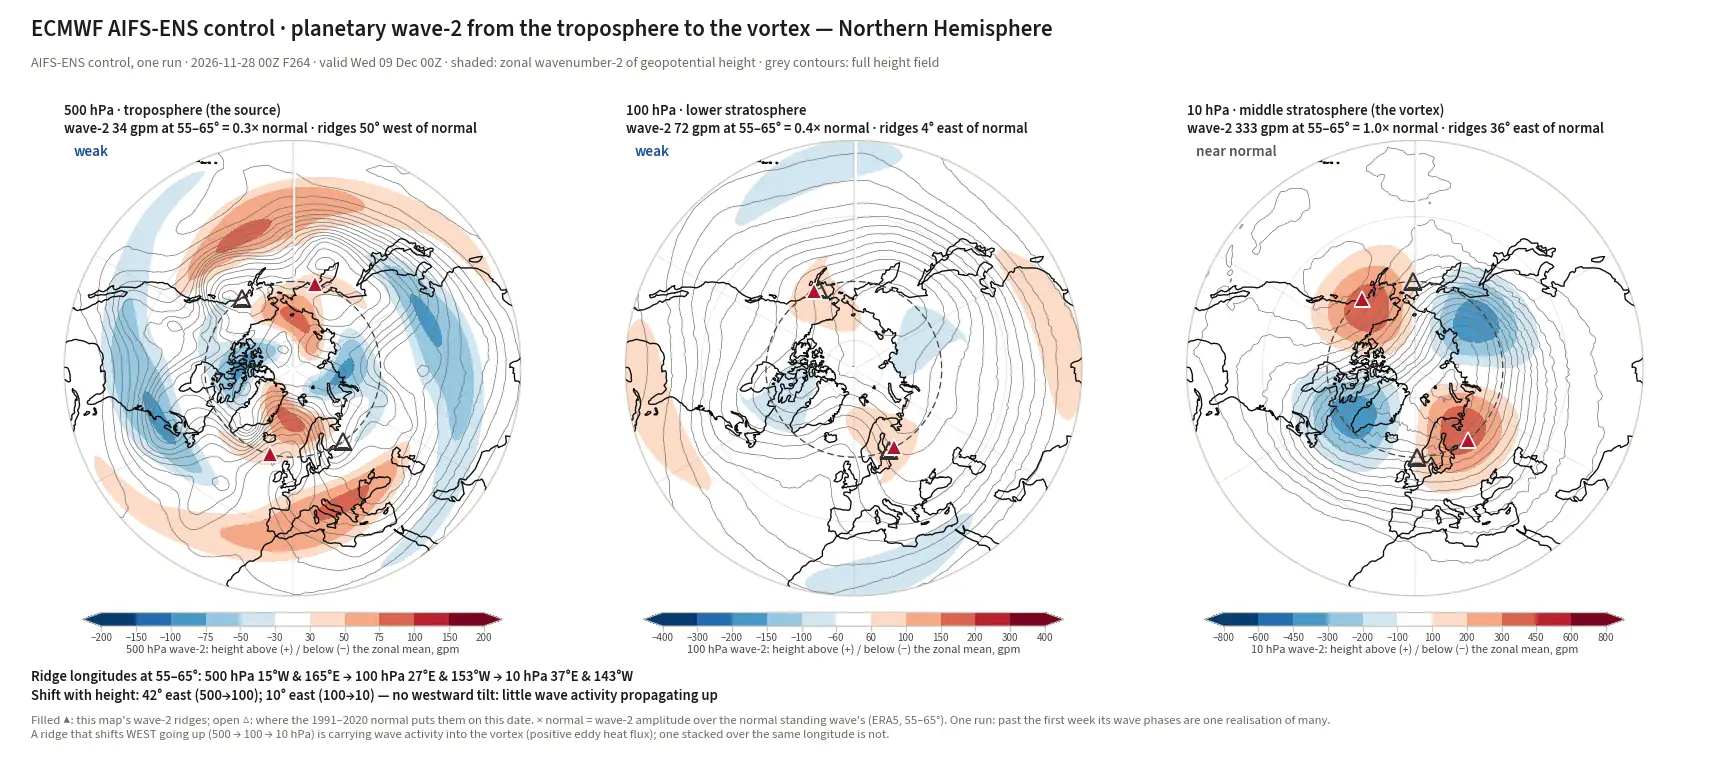 ECMWF AIFS-ENS control · planetary wave-2 from the troposphere to the vortex — Northern Hemisphere
AIFS-ENS control, one run · 2026-11-28 00Z F264 · valid Wed 09 Dec 00Z · shaded: zonal wavenumber-2 of geopotential height · grey contours: full height field
500 hPa · troposphere (the source)
wave-2 34 gpm at 55–65° = 0.3× normal · ridges 50° west of normal
weak
100 hPa · lower stratosphere
wave-2 72 gpm at 55–65° = 0.4× normal · ridges 4° east of normal
weak
10 hPa · middle stratosphere (the vortex)
wave-2 333 gpm at 55–65° = 1.0× normal · ridges 36° east of normal
near normal
−200 −150 −100 −75 −50 −30 30 50 75 100 150 200
500 hPa wave-2: height above (+) / below (−) the zonal mean, gpm
−400 −300 −200 −150 −100 −60 60 100 150 200 300 400
100 hPa wave-2: height above (+) / below (−) the zonal mean, gpm
−800 −600 −450 −300 −200 −100 100 200 300 450 600 800
10 hPa wave-2: height above (+) / below (−) the zonal mean, gpm
Ridge longitudes at 55–65°: 500 hPa 15°W & 165°E → 100 hPa 27°E & 153°W → 10 hPa 37°E & 143°W
Shift with height: 42° east (500→100); 10° east (100→10) — no westward tilt: little wave activity propagating up
Filled ▲: this map's wave-2 ridges; open △: where the 1991–2020 normal puts them on this date. × normal = wave-2 amplitude over the normal standing wave's (ERA5, 55–65°). One run: past the first week its wave phases are one realisation of many.
A ridge that shifts WEST going up (500 → 100 → 10 hPa) is carrying wave activity into the vortex (positive eddy heat flux); one stacked over the same longitude is not.